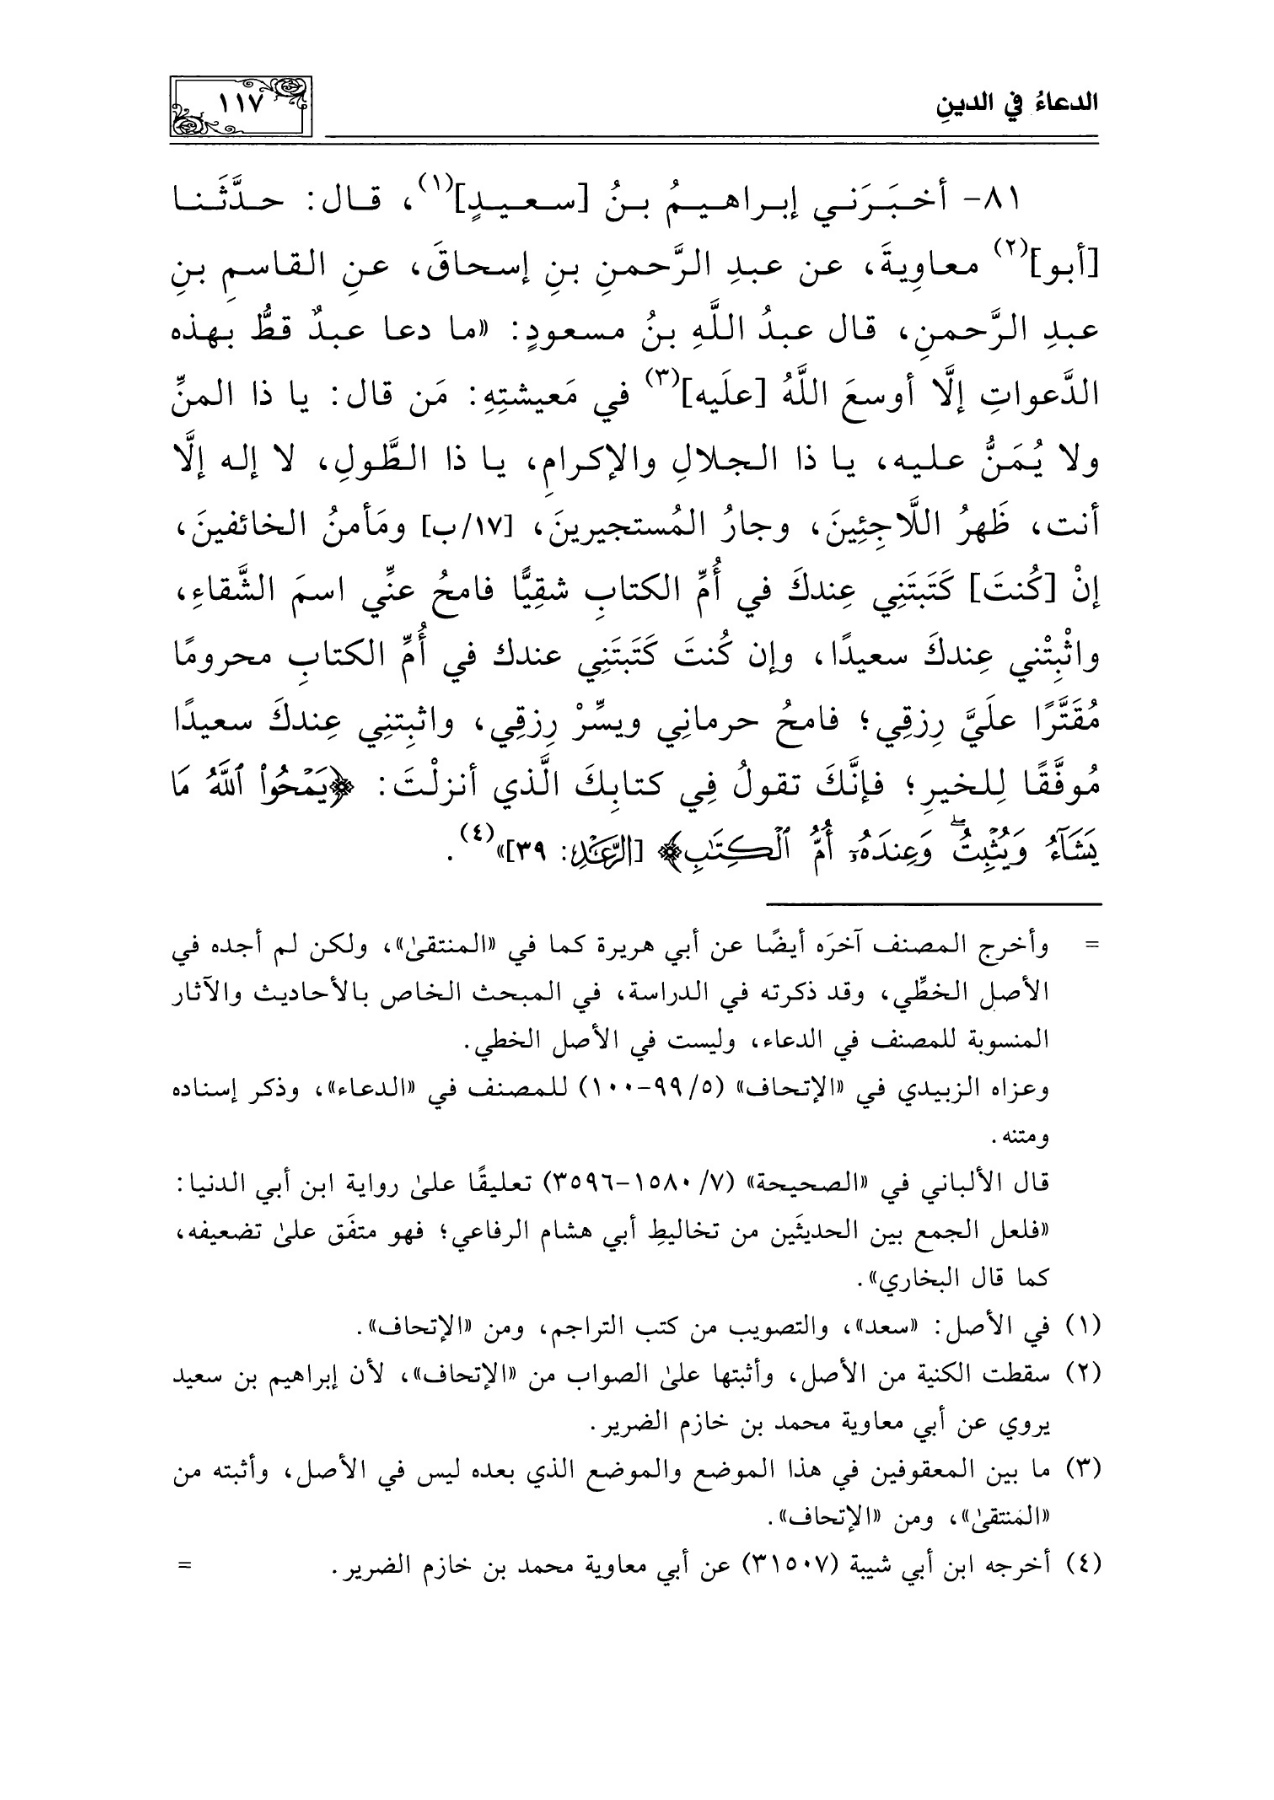 الدعاءُ في الدينِ
١١٧
٨١- أخبَرَني إبراهيمُ بنُ [سعيدٍ](١)، قال: حدَّثَنا
[أبو](٢) معاوِيةَ، عن عبدِ الرَّحمنِ بنِ إسحاقَ، عنِ القاسمِ بنِ
عبدِ الرَّحمنِ، قال عبدُ اللَّهِ بنُ مسعودٍ: «ما دعا عبدٌ قطُّ بهذه
الدَّعواتِ إلَّا أوسعَ اللَّهُ [علَيه](٣) في مَعيشتِهِ: مَن قال: يا ذا المنِّ
ولا يُمَنُّ عليه، يا ذا الجلالِ والإكرامِ، يا ذا الطَّولِ، لا إله إلَّا
أنت، ظَهرُ اللَّاجِئِينَ، وجارُ المُستجيرينَ، [١٧/ب] ومَأمنُ الخائفينَ،
إنْ [كُنتَ] كَتَبتَنِي عِندكَ في أُمِّ الكتابِ شقِيًّا فامحُ عنِّي اسمَ الشَّقاءِ،
واثْبِتْني عِندكَ سعيدًا، وإن كُنتَ كَتَبتَنِي عندك في أُمِّ الكتابِ محرومًا
مُقَتَّرًا علَيَّ رِزقِي؛ فامحُ حرمانِي ويسِّرْ رِزقِي، واثبِتنِي عِندكَ سعيدًا
مُوفَّقًا لِلخيرِ؛ فإنَّكَ تقولُ فِي كتابِكَ الَّذي أنزلْتَ: ﴿يَمۡحُواْ ٱللَّهُ مَا
يَشَآءُ وَيُثۡبِتُۖ وَعِندَهُۥٓ أُمُّ ٱلۡكِتَٰبِ﴾ [الرَّعْدِ: ٣٩]»(٤).
= وأخرج المصنف آخرَه أيضًا عن أبي هريرة كما في «المنتقىٰ»، ولكن لم أجده في
الأصل الخطِّي، وقد ذكرته في الدراسة، في المبحث الخاص بالأحاديث والآثار
المنسوبة للمصنف في الدعاء، وليست في الأصل الخطي.
وعزاه الزبيدي في «الإتحاف» (٥/ ٩٩-١٠٠) للمصنف في «الدعاء»، وذكر إسناده
ومتنه.
قال الألباني في «الصحيحة» (٧/ ١٥٨٠-٣٥٩٦) تعليقًا علىٰ رواية ابن أبي الدنيا:
«فلعل الجمع بين الحديثَين من تخاليطِ أبي هشام الرفاعي؛ فهو متفَق علىٰ تضعيفه،
كما قال البخاري».
(١) في الأصل: «سعد»، والتصويب من كتب التراجم، ومن «الإتحاف».
(٢) سقطت الكنية من الأصل، وأثبتها علىٰ الصواب من «الإتحاف»، لأن إبراهيم بن سعيد
يروي عن أبي معاوية محمد بن خازم الضرير.
(٣) ما بين المعقوفين في هذا الموضع والموضع الذي بعده ليس في الأصل، وأثبته من
«المنتقىٰ»، ومن «الإتحاف».
(٤) أخرجه ابن أبي شيبة (٣١٥٠٧) عن أبي معاوية محمد بن خازم الضرير. =